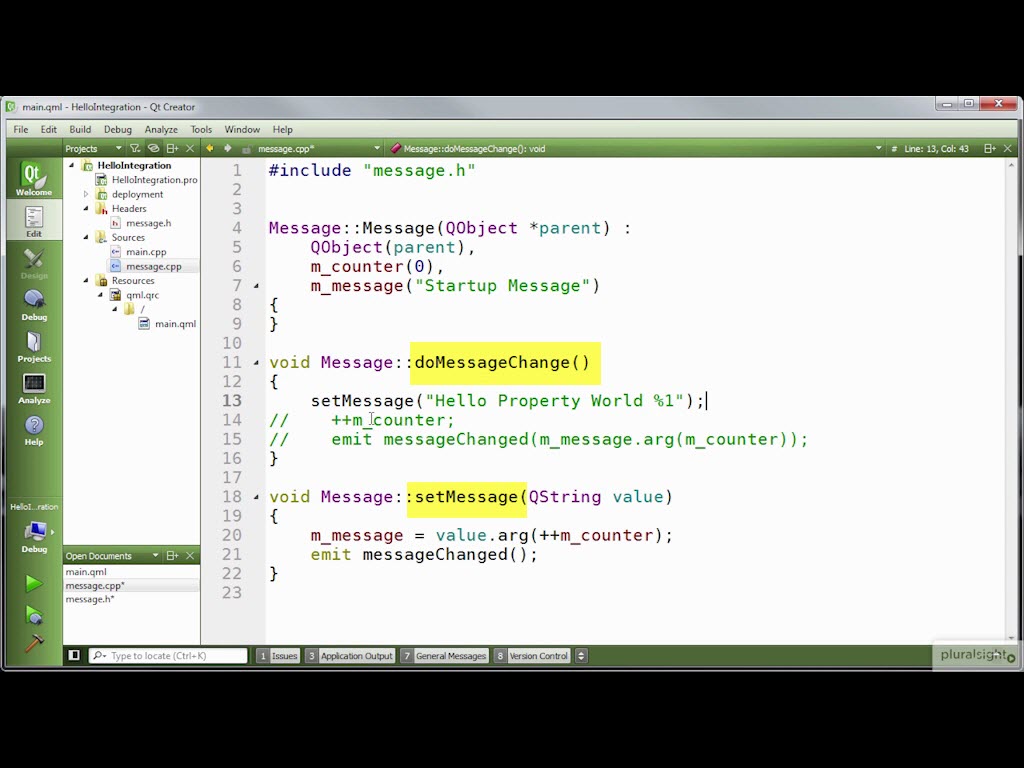 main.qml - HelloIntegration - Qt Creator
File Edit Build Debug Analyze Tools Window Help
Projects message.cpp* Message::doMessageChange(): void # Line: 13, Col: 43
Qt
Welcome
Edit
Design
Debug
Projects
Analyze
Help
HelloI...ration
Debug
HelloIntegration
HelloIntegration.pro
deployment
Headers
message.h
Sources
main.cpp
message.cpp
Resources
qml.qrc
/
main.qml
Open Documents
main.qml
message.cpp*
message.h*
1 #include "message.h"
2
3
4 Message::Message(QObject *parent) :
5 QObject(parent),
6 m_counter(0),
7 m_message("Startup Message")
8 {
9 }
10
11 void Message::doMessageChange()
12 {
13 setMessage("Hello Property World %1");
14 // ++m_counter;
15 // emit messageChanged(m_message.arg(m_counter));
16 }
17
18 void Message::setMessage(QString value)
19 {
20 m_message = value.arg(++m_counter);
21 emit messageChanged();
22 }
23
Type to locate (Ctrl+K) 1 Issues 3 Application Output 7 General Messages 8 Version Control
pluralsight